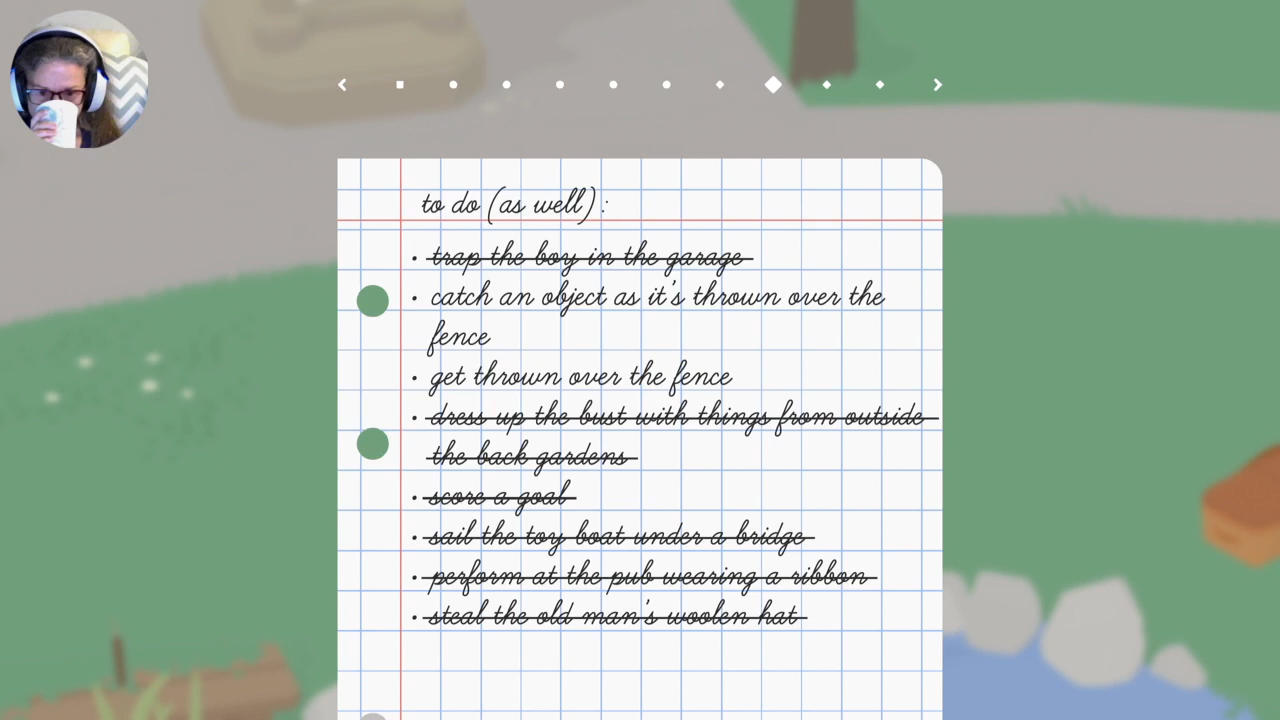 to do (as well) :
• trap the boy in the garage
• catch an object as it's thrown over the
fence
• get thrown over the fence
• dress up the bust with things from outside
the back gardens
• score a goal
• sail the toy boat under a bridge
• perform at the pub wearing a ribbon
• steal the old man's woolen hat